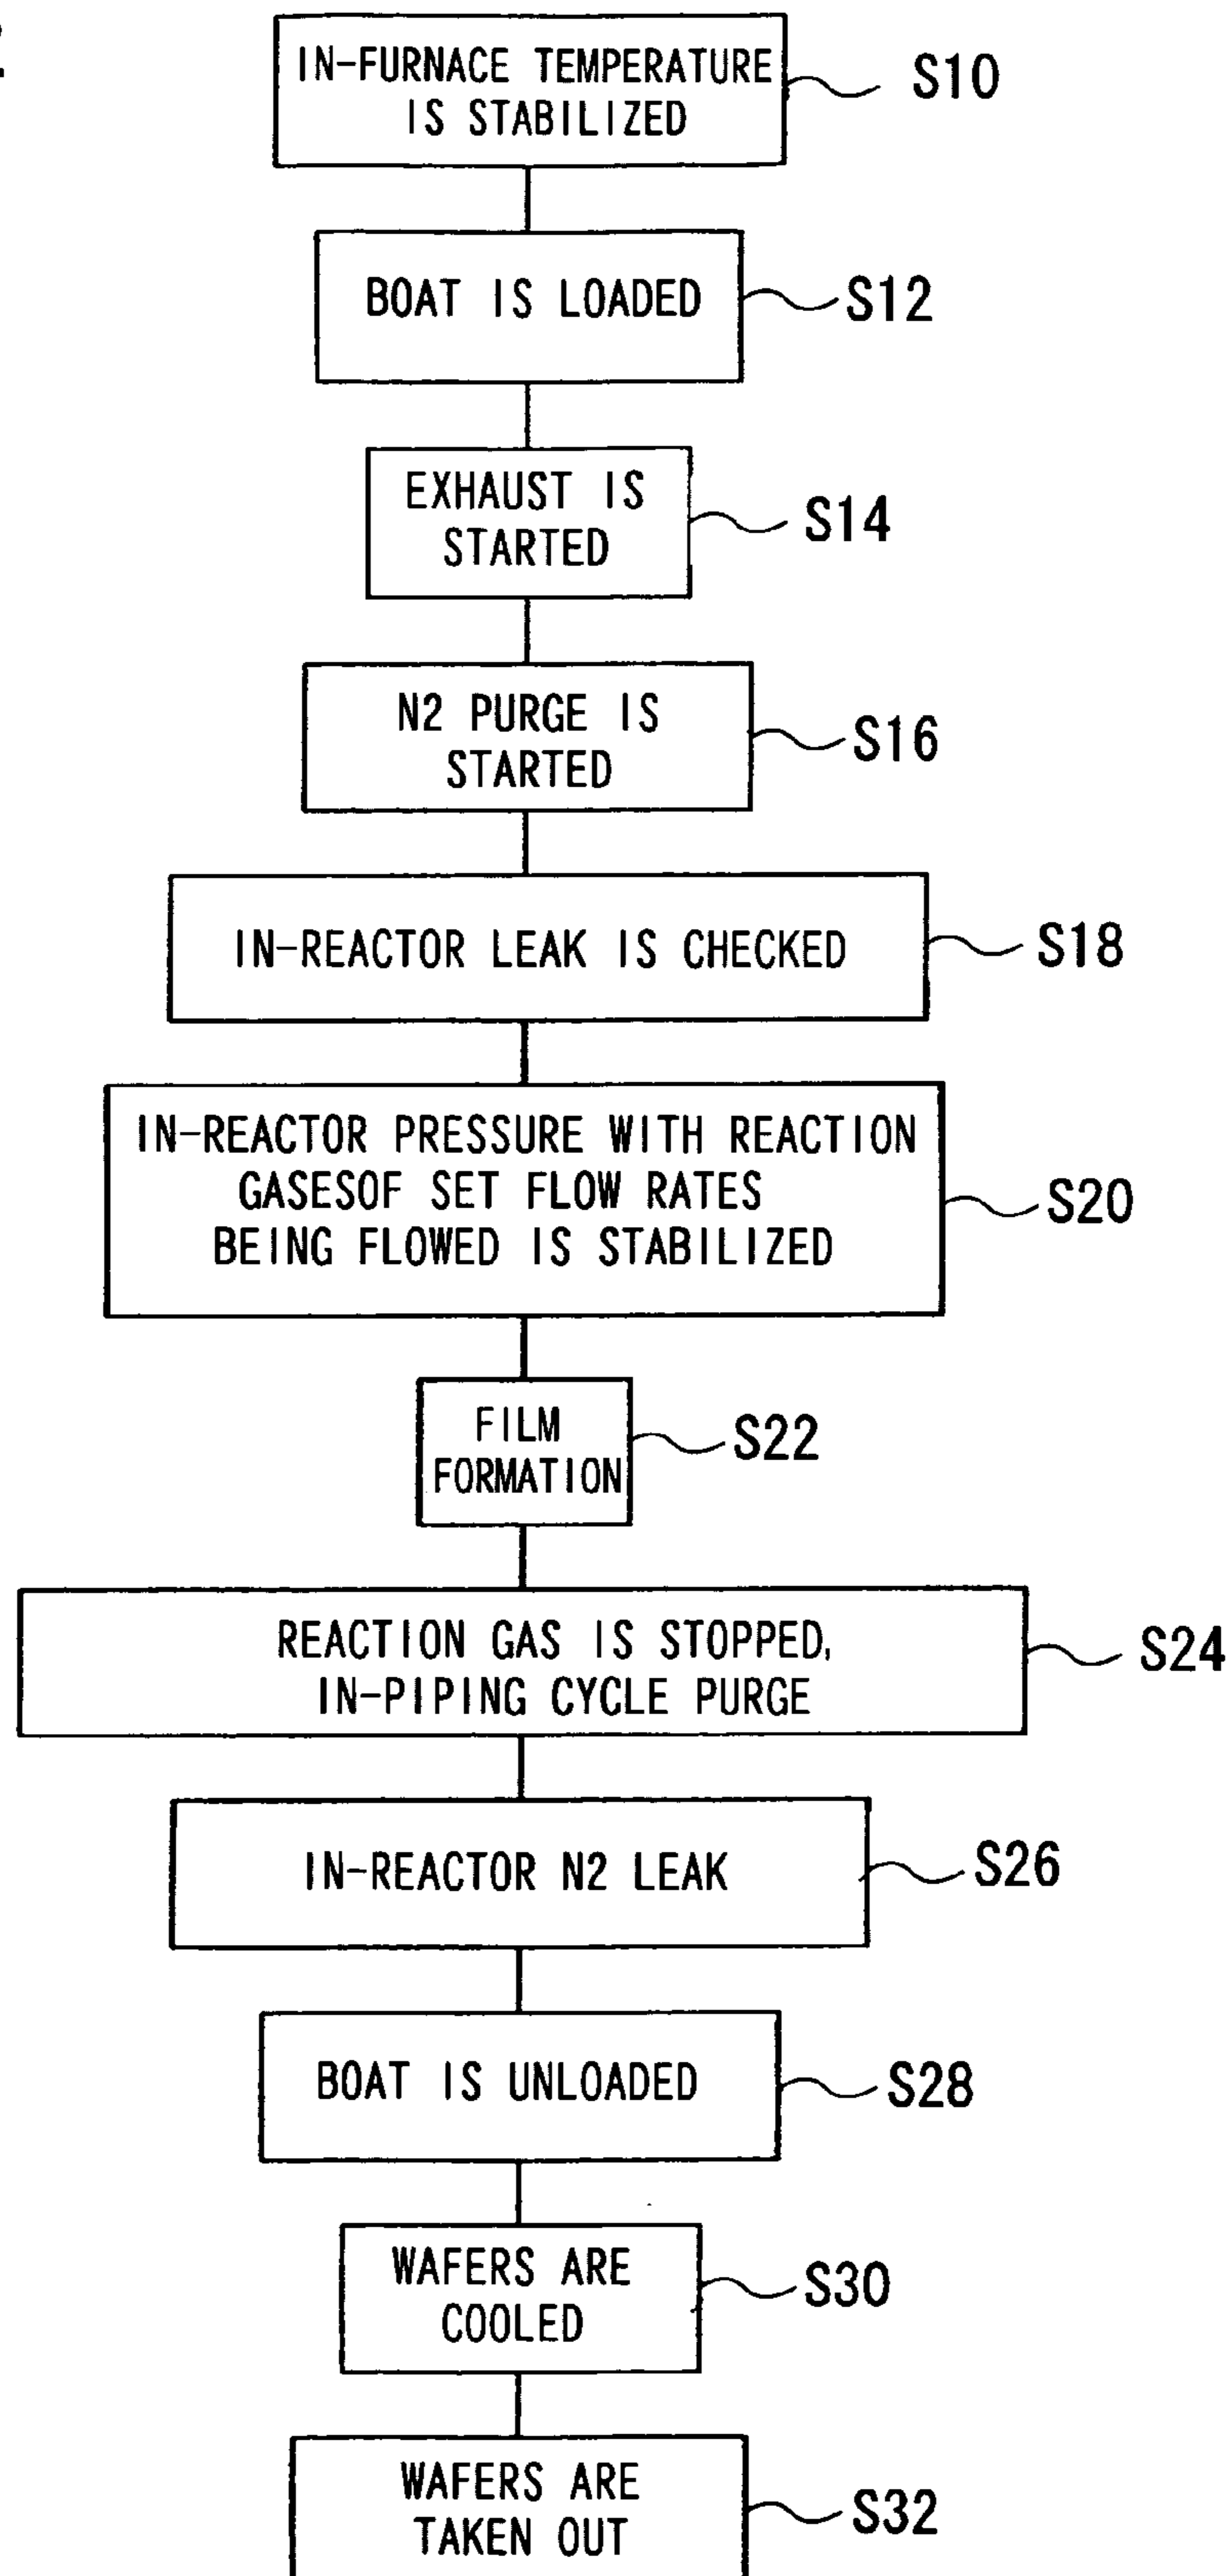 IN-FURNACE TEMPERATURE
IS STABILIZED
S10
BOAT IS LOADED
S12
EXHAUST IS
STARTED
S14
N2 PURGE IS
STARTED
S16
IN-REACTOR LEAK IS CHECKED
S18
IN-REACTOR PRESSURE WITH REACTION
GASESOF SET FLOW RATES
BEING FLOWED IS STABILIZED
S20
FILM
FORMATION
S22
REACTION GAS IS STOPPED,
IN-PIPING CYCLE PURGE
S24
IN-REACTOR N2 LEAK
S26
BOAT IS UNLOADED
S28
WAFERS ARE
COOLED
S30
WAFERS ARE
TAKEN OUT
S32